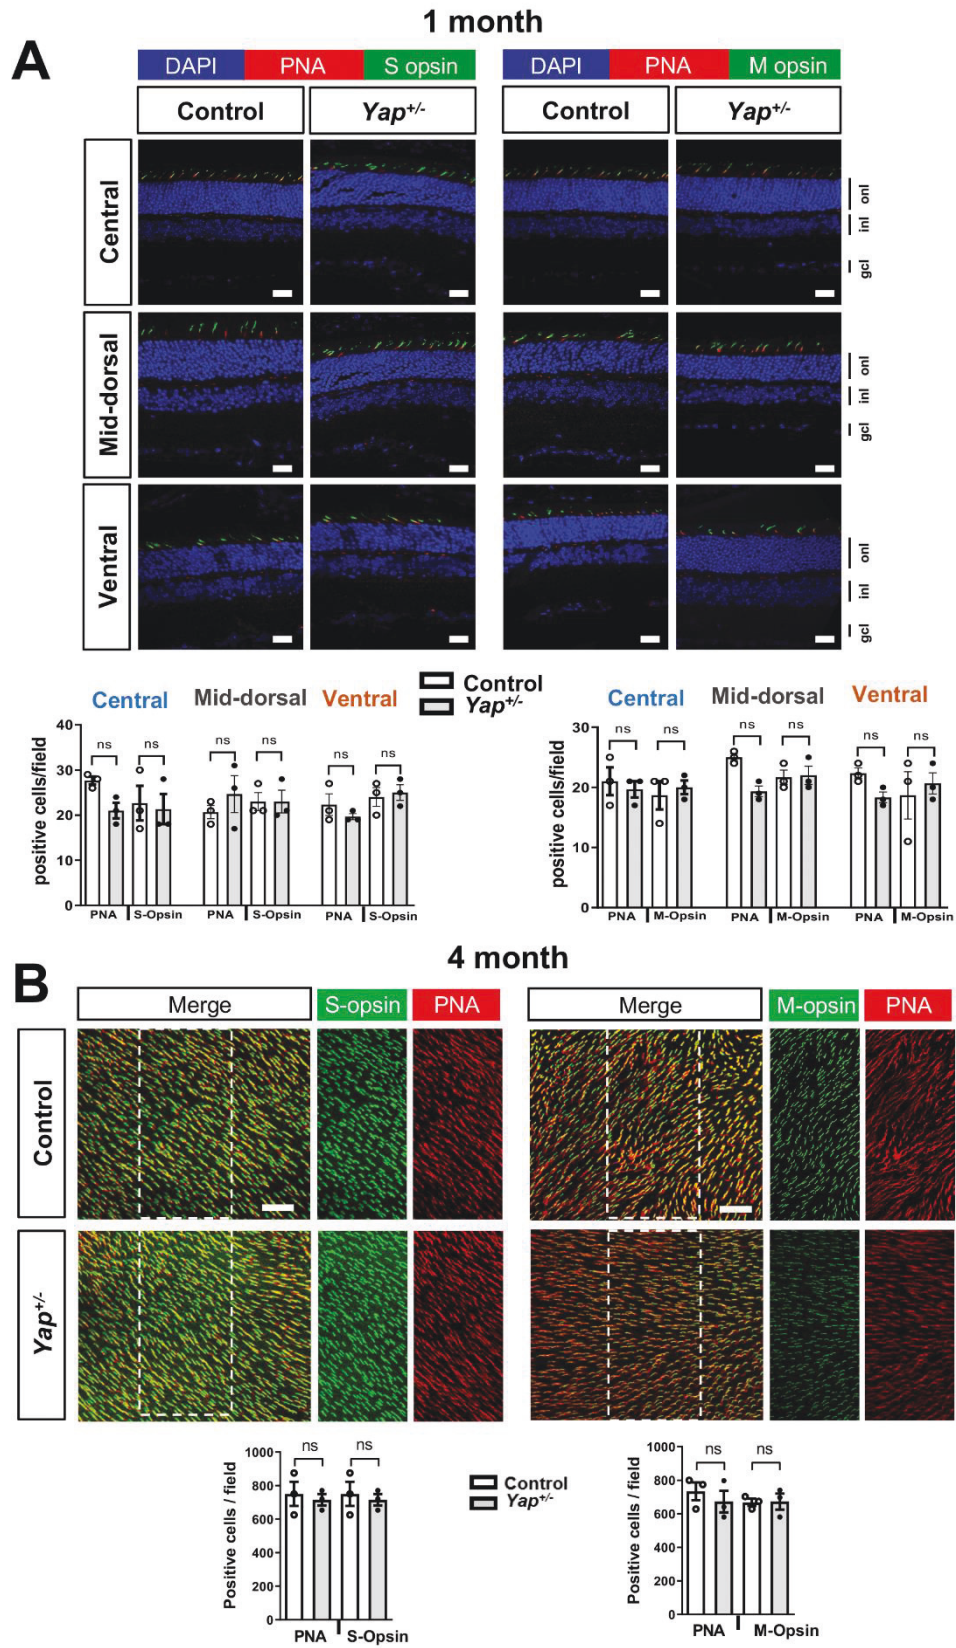 1 month
A
DAPI PNA S opsin DAPI PNA M opsin
Control Yap+/- Control Yap+/-
Central
onl
inl
gcl
Mid-dorsal
onl
inl
gcl
Ventral
onl
inl
gcl
Control
Yap+/-
Central Mid-dorsal Ventral
positive cells/field
40
30
20
10
0
ns ns ns ns ns ns
PNA S-Opsin PNA S-Opsin PNA S-Opsin
Central Mid-dorsal Ventral
positive cells/field
30
20
10
0
ns ns ns ns ns ns
PNA M-Opsin PNA M-Opsin PNA M-Opsin
4 month
B
Merge S-opsin PNA Merge M-opsin PNA
Control
Yap+/-
Positive cells / field
1000
800
600
400
200
0
ns ns
PNA S-Opsin
Control
Yap+/-
Positive cells / field
1000
800
600
400
200
0
ns ns
PNA M-Opsin